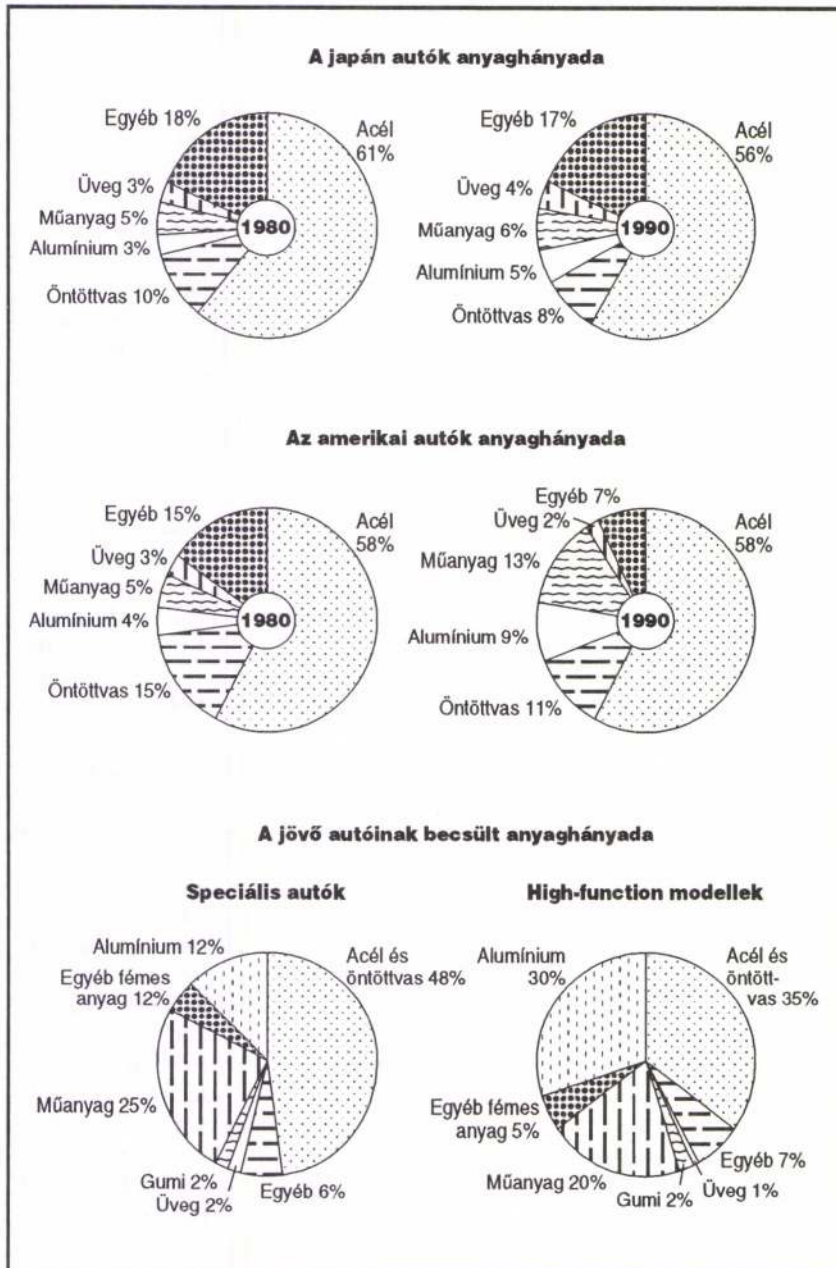 A japán autók anyaghányada
Egyéb 18%
Acél
61%
Üveg 3%
Műanyag 5%
Alumínium 3%
Öntöttvas 10%
1980
Egyéb 17%
Acél
56%
Üveg 4%
Műanyag 6%
Alumínium 5%
Öntöttvas 8%
1990
Az amerikai autók anyaghányada
Egyéb 15%
Acél
58%
Üveg 3%
Műanyag 5%
Alumínium 4%
Öntöttvas 15%
1980
Egyéb 7%
Üveg 2%
Acél
58%
Műanyag 13%
Alumínium 9%
Öntöttvas 11%
1990
A jövő autóinak becsült anyaghányada
Speciális autók
Alumínium 12%
Acél és
öntöttvas 48%
Egyéb fémes
anyag 12%
Műanyag 25%
Gumi 2%
Üveg 2%
Egyéb 6%
High-function modellek
Alumínium
30%
Acél és
öntött-
vas 35%
Egyéb fémes
anyag 5%
Műanyag 20%
Gumi 2%
Üveg 1%
Egyéb 7%